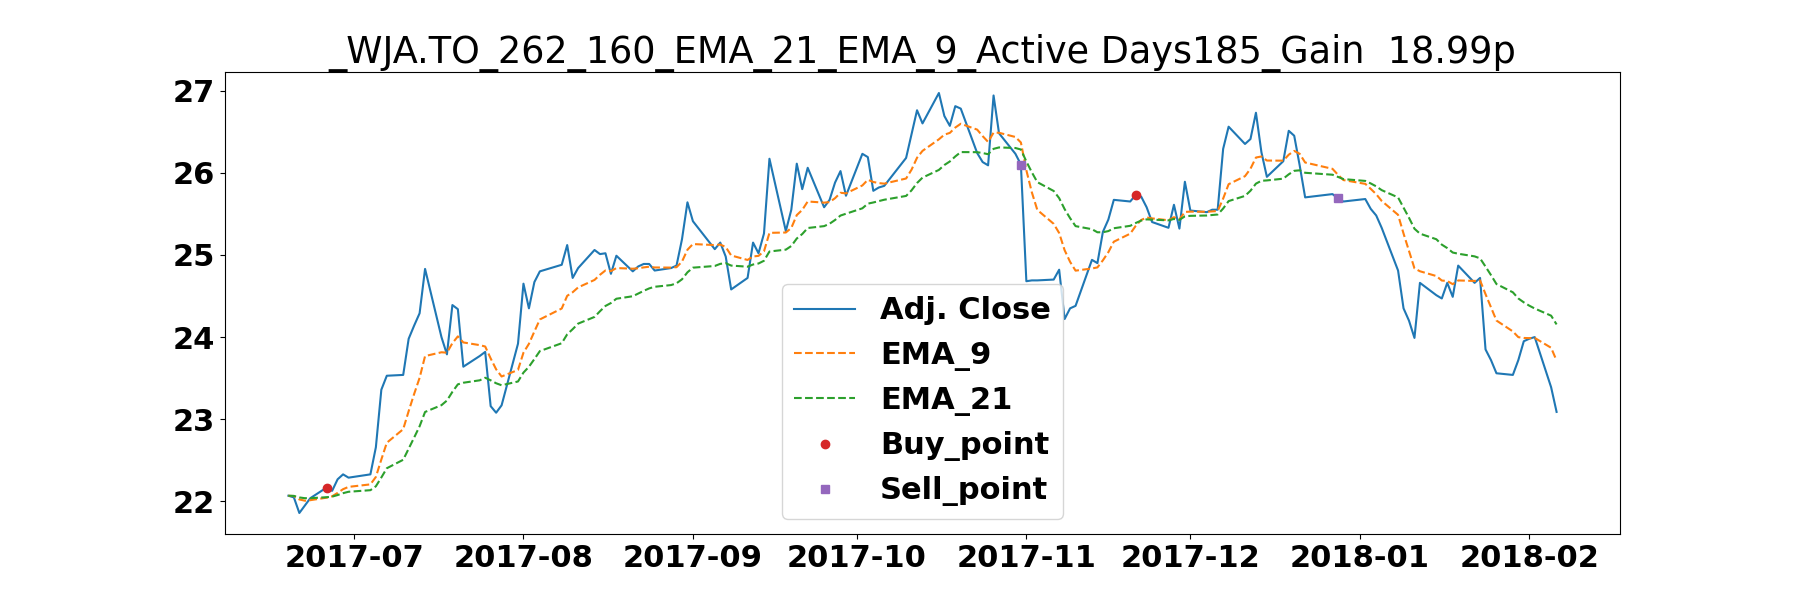 _WJA.TO_262_160_EMA_21_EMA_9_Active Days185_Gain  18.99p
27
26
25
24
23
22
Adj. Close
EMA_9
EMA_21
Buy_point
Sell_point
2017-07 2017-08 2017-09 2017-10 2017-11 2017-12 2018-01 2018-02